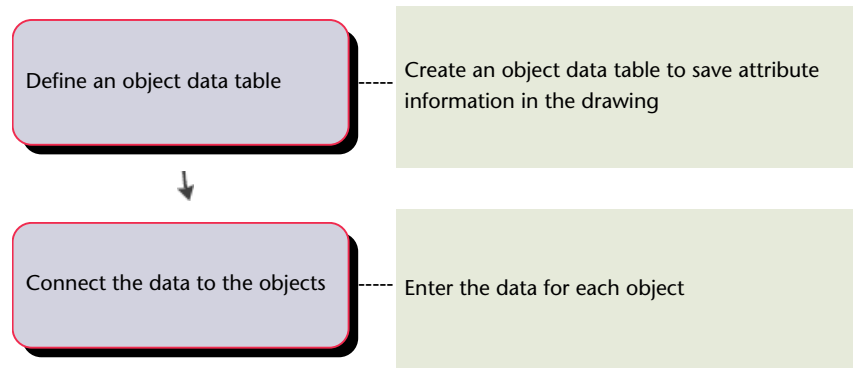 Define an object data table
Create an object data table to save attribute
information in the drawing
Connect the data to the objects
Enter the data for each object